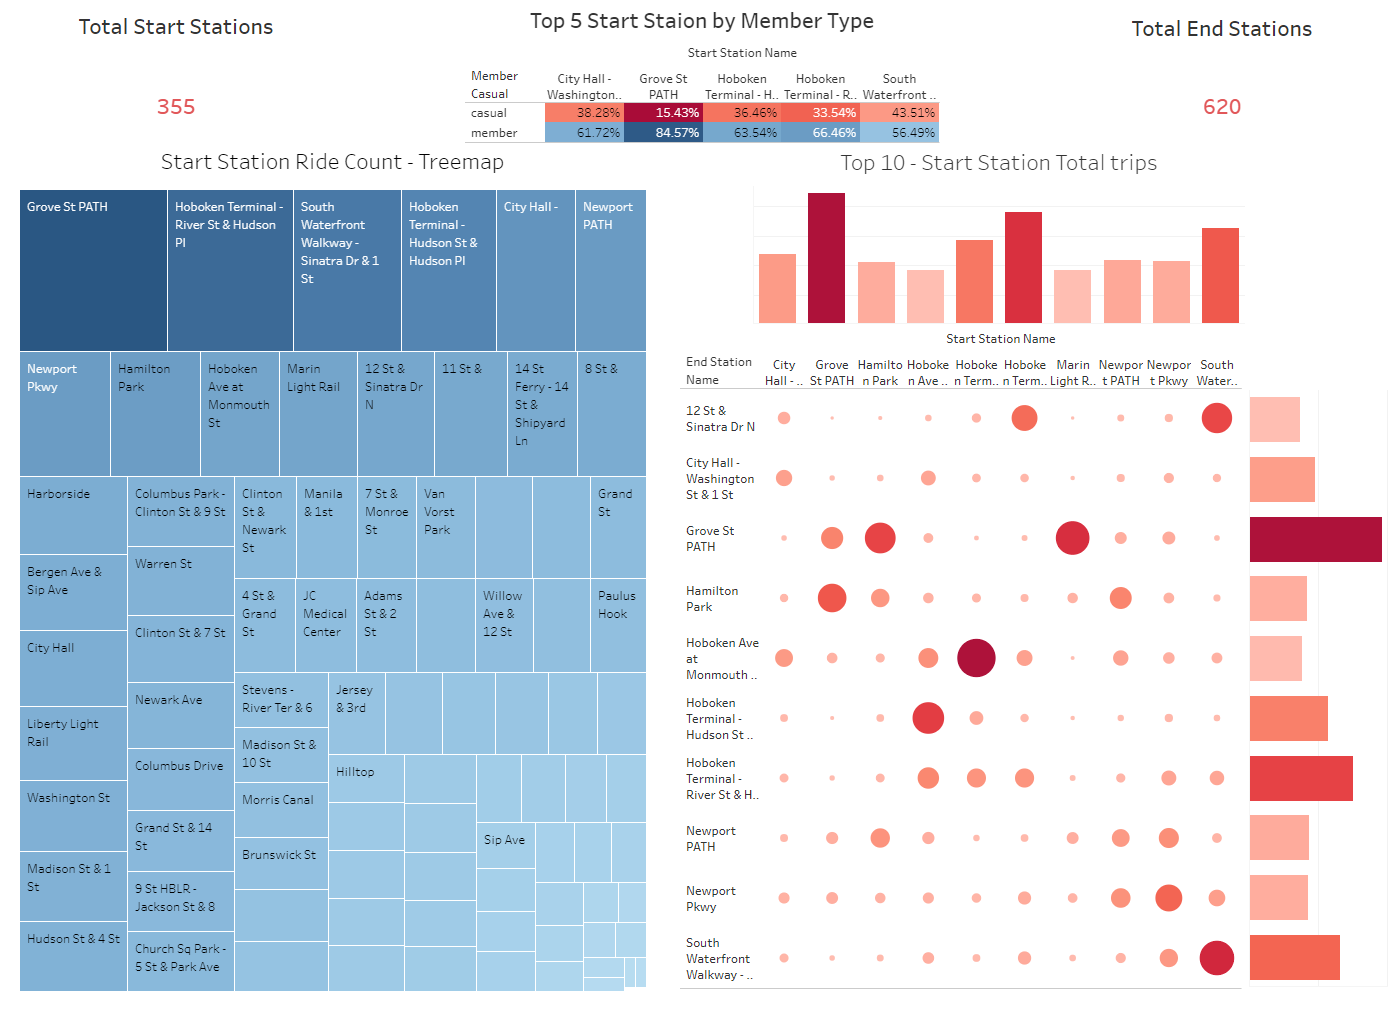 Total Start Stations
Top 5 Start Staion by Member Type
Total End Stations
355
620
Start Station Name
Member
Casual
City Hall -
Washington..
Grove St
PATH
Hoboken
Terminal - H..
Hoboken
Terminal - R..
South
Waterfront ..
casual
38.28%
15.43%
36.46%
33.54%
43.51%
member
61.72%
84.57%
63.54%
66.46%
56.49%
Start Station Ride Count - Treemap
Grove St PATH
Hoboken Terminal -
River St & Hudson
Pl
South
Waterfront
Walkway -
Sinatra Dr & 1
St
Hoboken
Terminal -
Hudson St &
Hudson Pl
City Hall -
Newport
PATH
Newport
Pkwy
Hamilton
Park
Hoboken
Ave at
Monmouth
St
Marin
Light Rail
12 St &
Sinatra Dr
N
11 St &
14 St
Ferry - 14
St &
Shipyard
Ln
8 St &
Harborside
Bergen Ave &
Sip Ave
City Hall
Liberty Light
Rail
Washington St
Madison St & 1
St
Hudson St & 4 St
Columbus Park -
Clinton St & 9 St
Warren St
Clinton St & 7 St
Newark Ave
Columbus Drive
Grand St & 14
St
9 St HBLR -
Jackson St & 8
Church Sq Park -
5 St & Park Ave
Clinton
St &
Newark
St
Manila
& 1st
7 St &
Monroe
St
Van
Vorst
Park
Grand
St
4 St &
Grand
St
JC
Medical
Center
Adams
St & 2
St
Willow
Ave &
12 St
Paulus
Hook
Stevens -
River Ter & 6
Madison St &
10 St
Morris Canal
Brunswick St
Jersey
& 3rd
Hilltop
Sip Ave
Top 10 - Start Station Total trips
Start Station Name
End Station
Name
City
Hall - ..
Grove
St PATH
Hamilto
n Park
Hoboke
n Ave ..
Hoboke
n Term..
Hoboke
n Term..
Marin
Light R..
Newpor
t PATH
Newpor
t Pkwy
South
Water..
12 St &
Sinatra Dr N
City Hall -
Washington
St & 1 St
Grove St
PATH
Hamilton
Park
Hoboken Ave
at
Monmouth ..
Hoboken
Terminal -
Hudson St ..
Hoboken
Terminal -
River St & H..
Newport
PATH
Newport
Pkwy
South
Waterfront
Walkway - ..